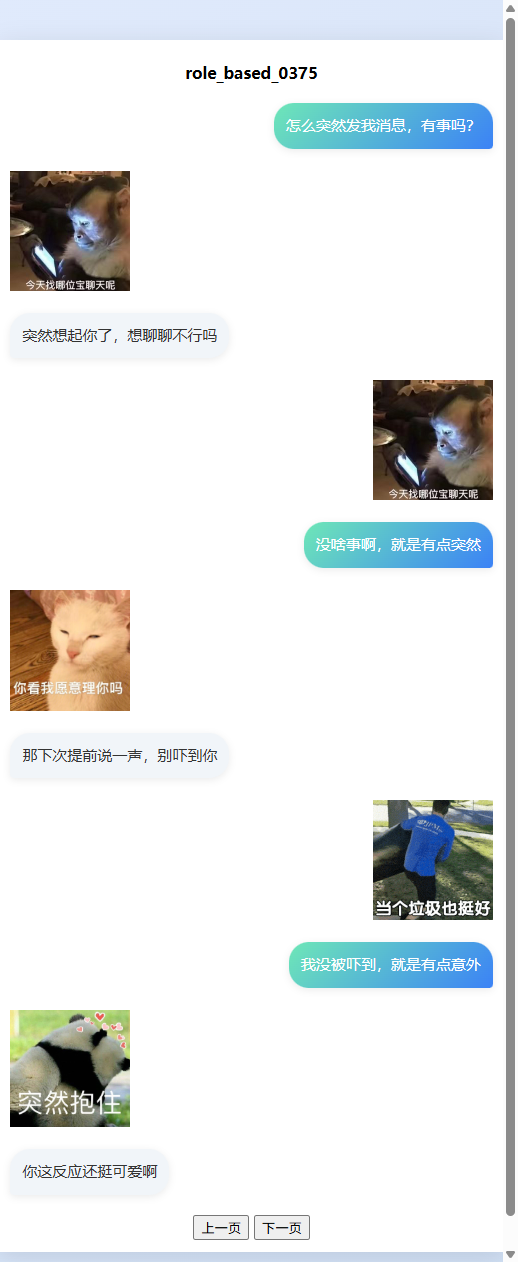 role_based_0375
怎么突然发我消息，有事吗？
今天找哪位宝聊天呢
突然想起你了，想聊聊不行吗
今天找哪位宝聊天呢
没啥事啊，就是有点突然
你看我愿意理你吗
那下次提前说一声，别吓到你
当个垃圾也挺好
我没被吓到，就是有点意外
突然抱住
你这反应还挺可爱啊
上一页 下一页